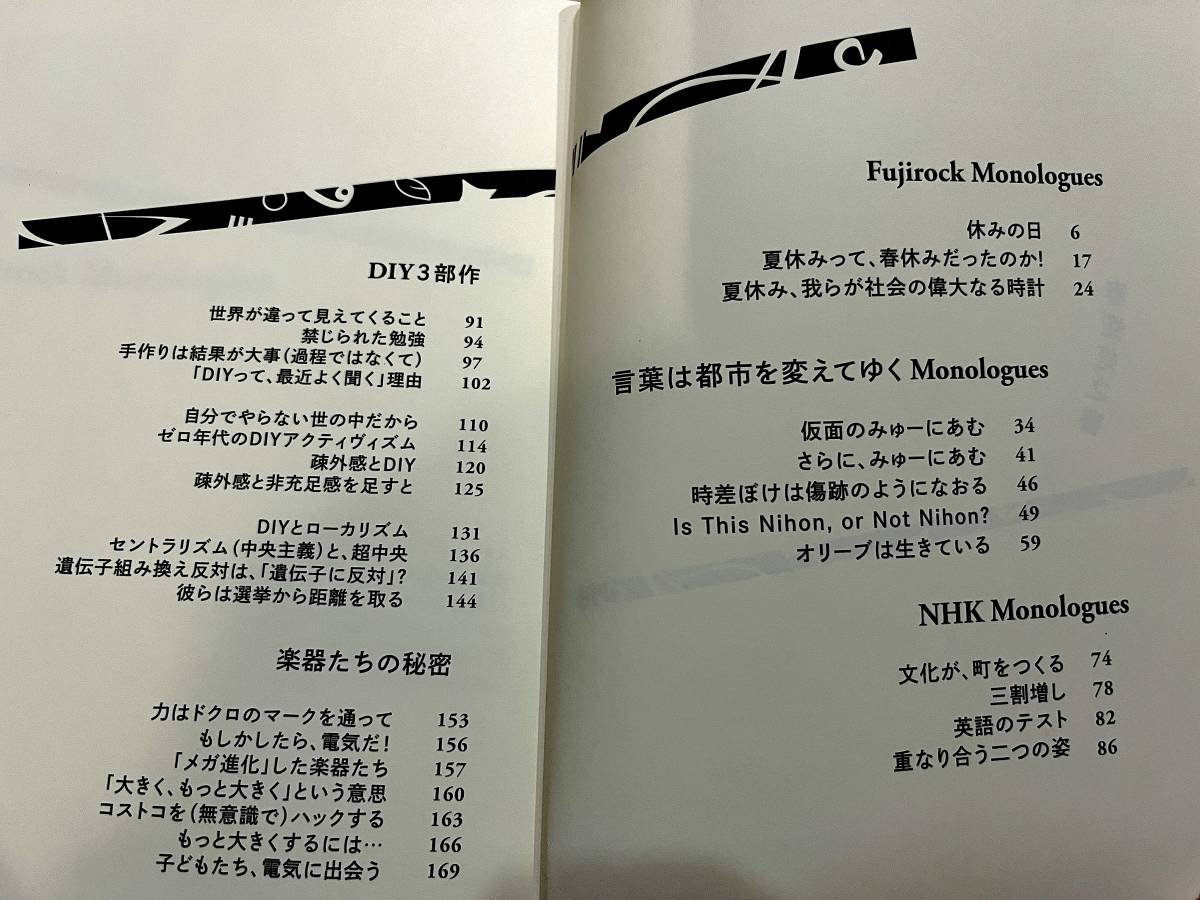 Fujirock Monologues
休みの日 6
夏休みって、春休みだったのか! 17
夏休み、我らが社会の偉大なる時計 24
言葉は都市を変えてゆく Monologues
仮面のみゅーにあむ 34
さらに、みゅーにあむ 41
時差ぼけは傷跡のようになおる 46
Is This Nihon, or Not Nihon? 49
オリーブは生きている 59
NHK Monologues
文化が、町をつくる 74
三割増し 78
英語のテスト 82
重なり合う二つの姿 86
DIY3部作
世界が違って見えてくること 91
禁じられた勉強 94
手作りは結果が大事(過程ではなくて) 97
「DIYって、最近よく聞く」理由 102
自分でやらない世の中だから 110
ゼロ年代のDIYアクティヴィズム 114
疎外感とDIY 120
疎外感と非充足感を足すと 125
DIYとローカリズム 131
セントラリズム(中央主義)と、超中央 136
遺伝子組み換え反対は、「遺伝子に反対」? 141
彼らは選挙から距離を取る 144
楽器たちの秘密
力はドクロのマークを通って 153
もしかしたら、電気だ! 156
「メガ進化」した楽器たち 157
「大きく、もっと大きく」という意思 160
コストコを(無意識で)ハックする 163
もっと大きくするには… 166
子どもたち、電気に出会う 169